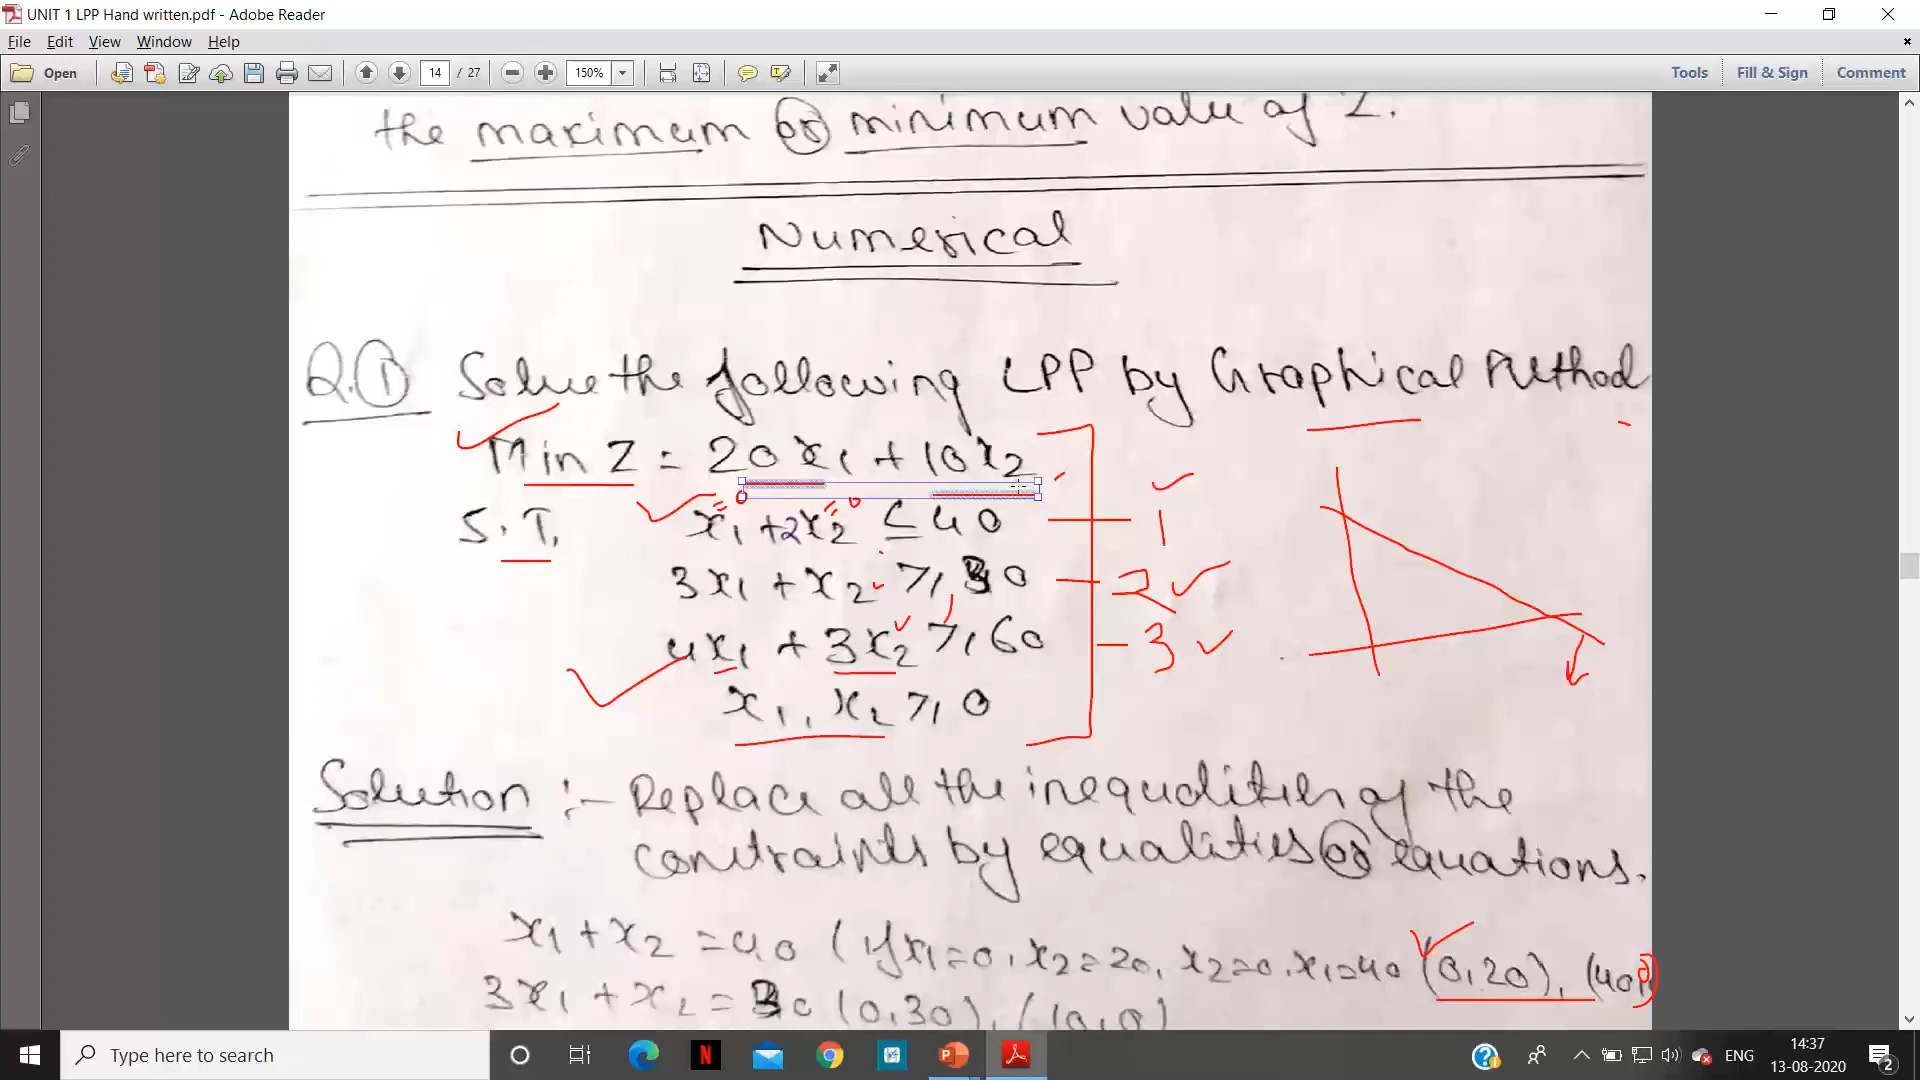 UNIT 1 LPP Hand written.pdf - Adobe Reader
File Edit View Window Help
Open 14 / 27 150% Tools Fill & Sign Comment
the maximum or minimum value of Z.
Numerical
Q.1 Solve the following LPP by Graphical Method
Min Z = 20x1 + 10x2
S.T. x1 + 2x2 ≤ 40 1
3x1 + x2 ≥ 30 2
4x1 + 3x2 ≥ 60 3
x1, x2 ≥ 0
Solution :- Replace all the inequalities of the
constraints by equalities or equations.
x1 + x2 = 40 (if x1=0, x2=20, x2=0, x1=40 (0,20), (40,0)
3x1 + x2 = 30 (0,30), (10,0)
Type here to search
ENG
14:37
13-08-2020
2